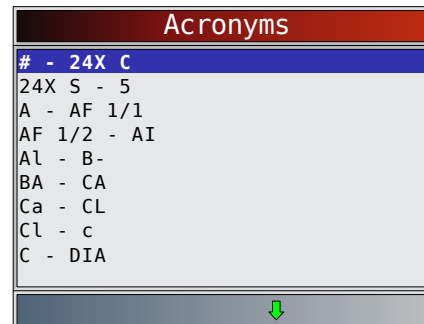 Acronyms
# - 24X C
24X S - 5
A - AF 1/1
AF 1/2 - AI
Al - B-
BA - CA
Ca - CL
Cl - c
C - DIA